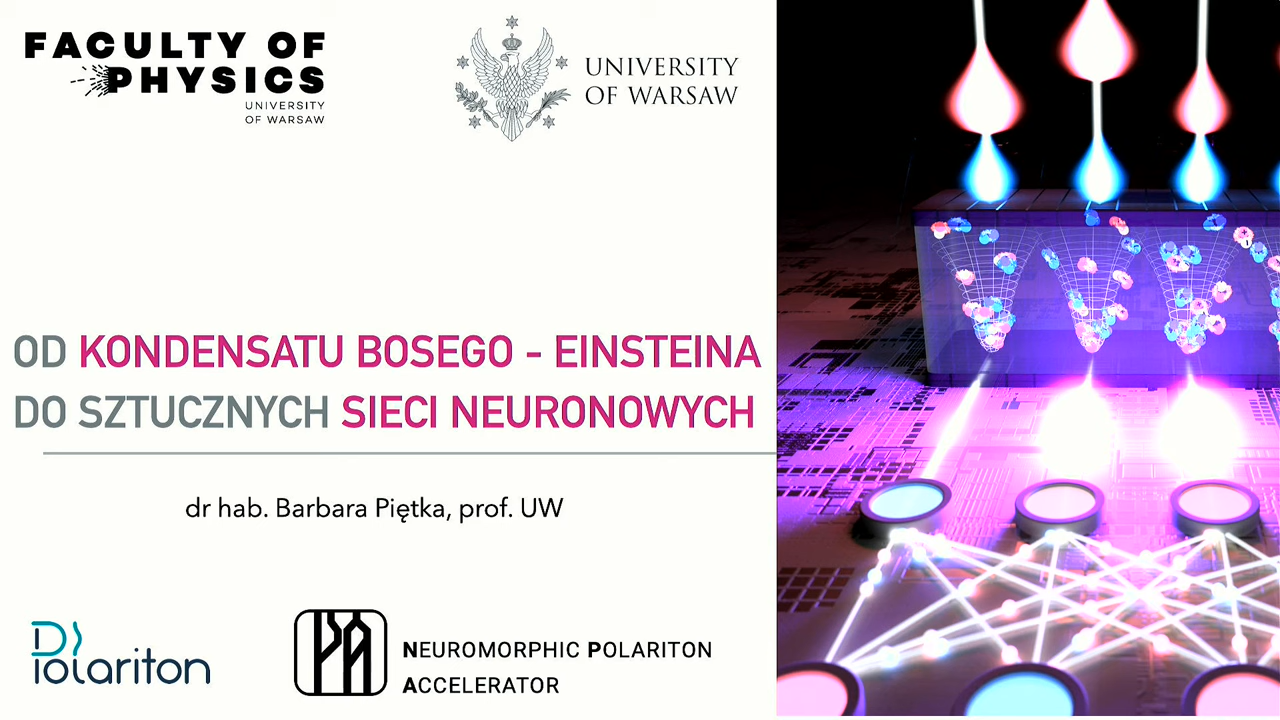 FACULTY OF
PHYSICS
UNIVERSITY
OF WARSAW
UNIVERSITY
OF WARSAW
OD KONDENSATU BOSEGO - EINSTEINA
DO SZTUCZNYCH SIECI NEURONOWYCH
dr hab. Barbara Piętka, prof. UW
Polariton
NEUROMORPHIC POLARITON
ACCELERATOR